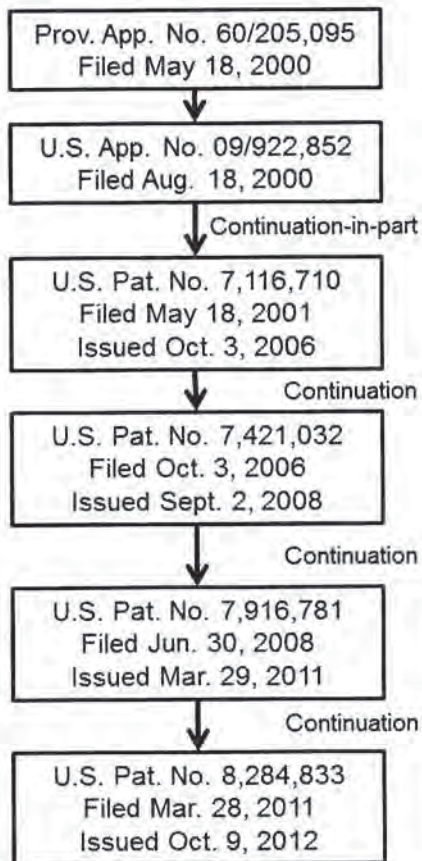 Prov. App. No. 60/205,095
Filed May 18, 2000
U.S. App. No. 09/922,852
Filed Aug. 18, 2000
Continuation-in-part
U.S. Pat. No. 7,116,710
Filed May 18, 2001
Issued Oct. 3, 2006
Continuation
U.S. Pat. No. 7,421,032
Filed Oct. 3, 2006
Issued Sept. 2, 2008
Continuation
U.S. Pat. No. 7,916,781
Filed Jun. 30, 2008
Issued Mar. 29, 2011
Continuation
U.S. Pat. No. 8,284,833
Filed Mar. 28, 2011
Issued Oct. 9, 2012